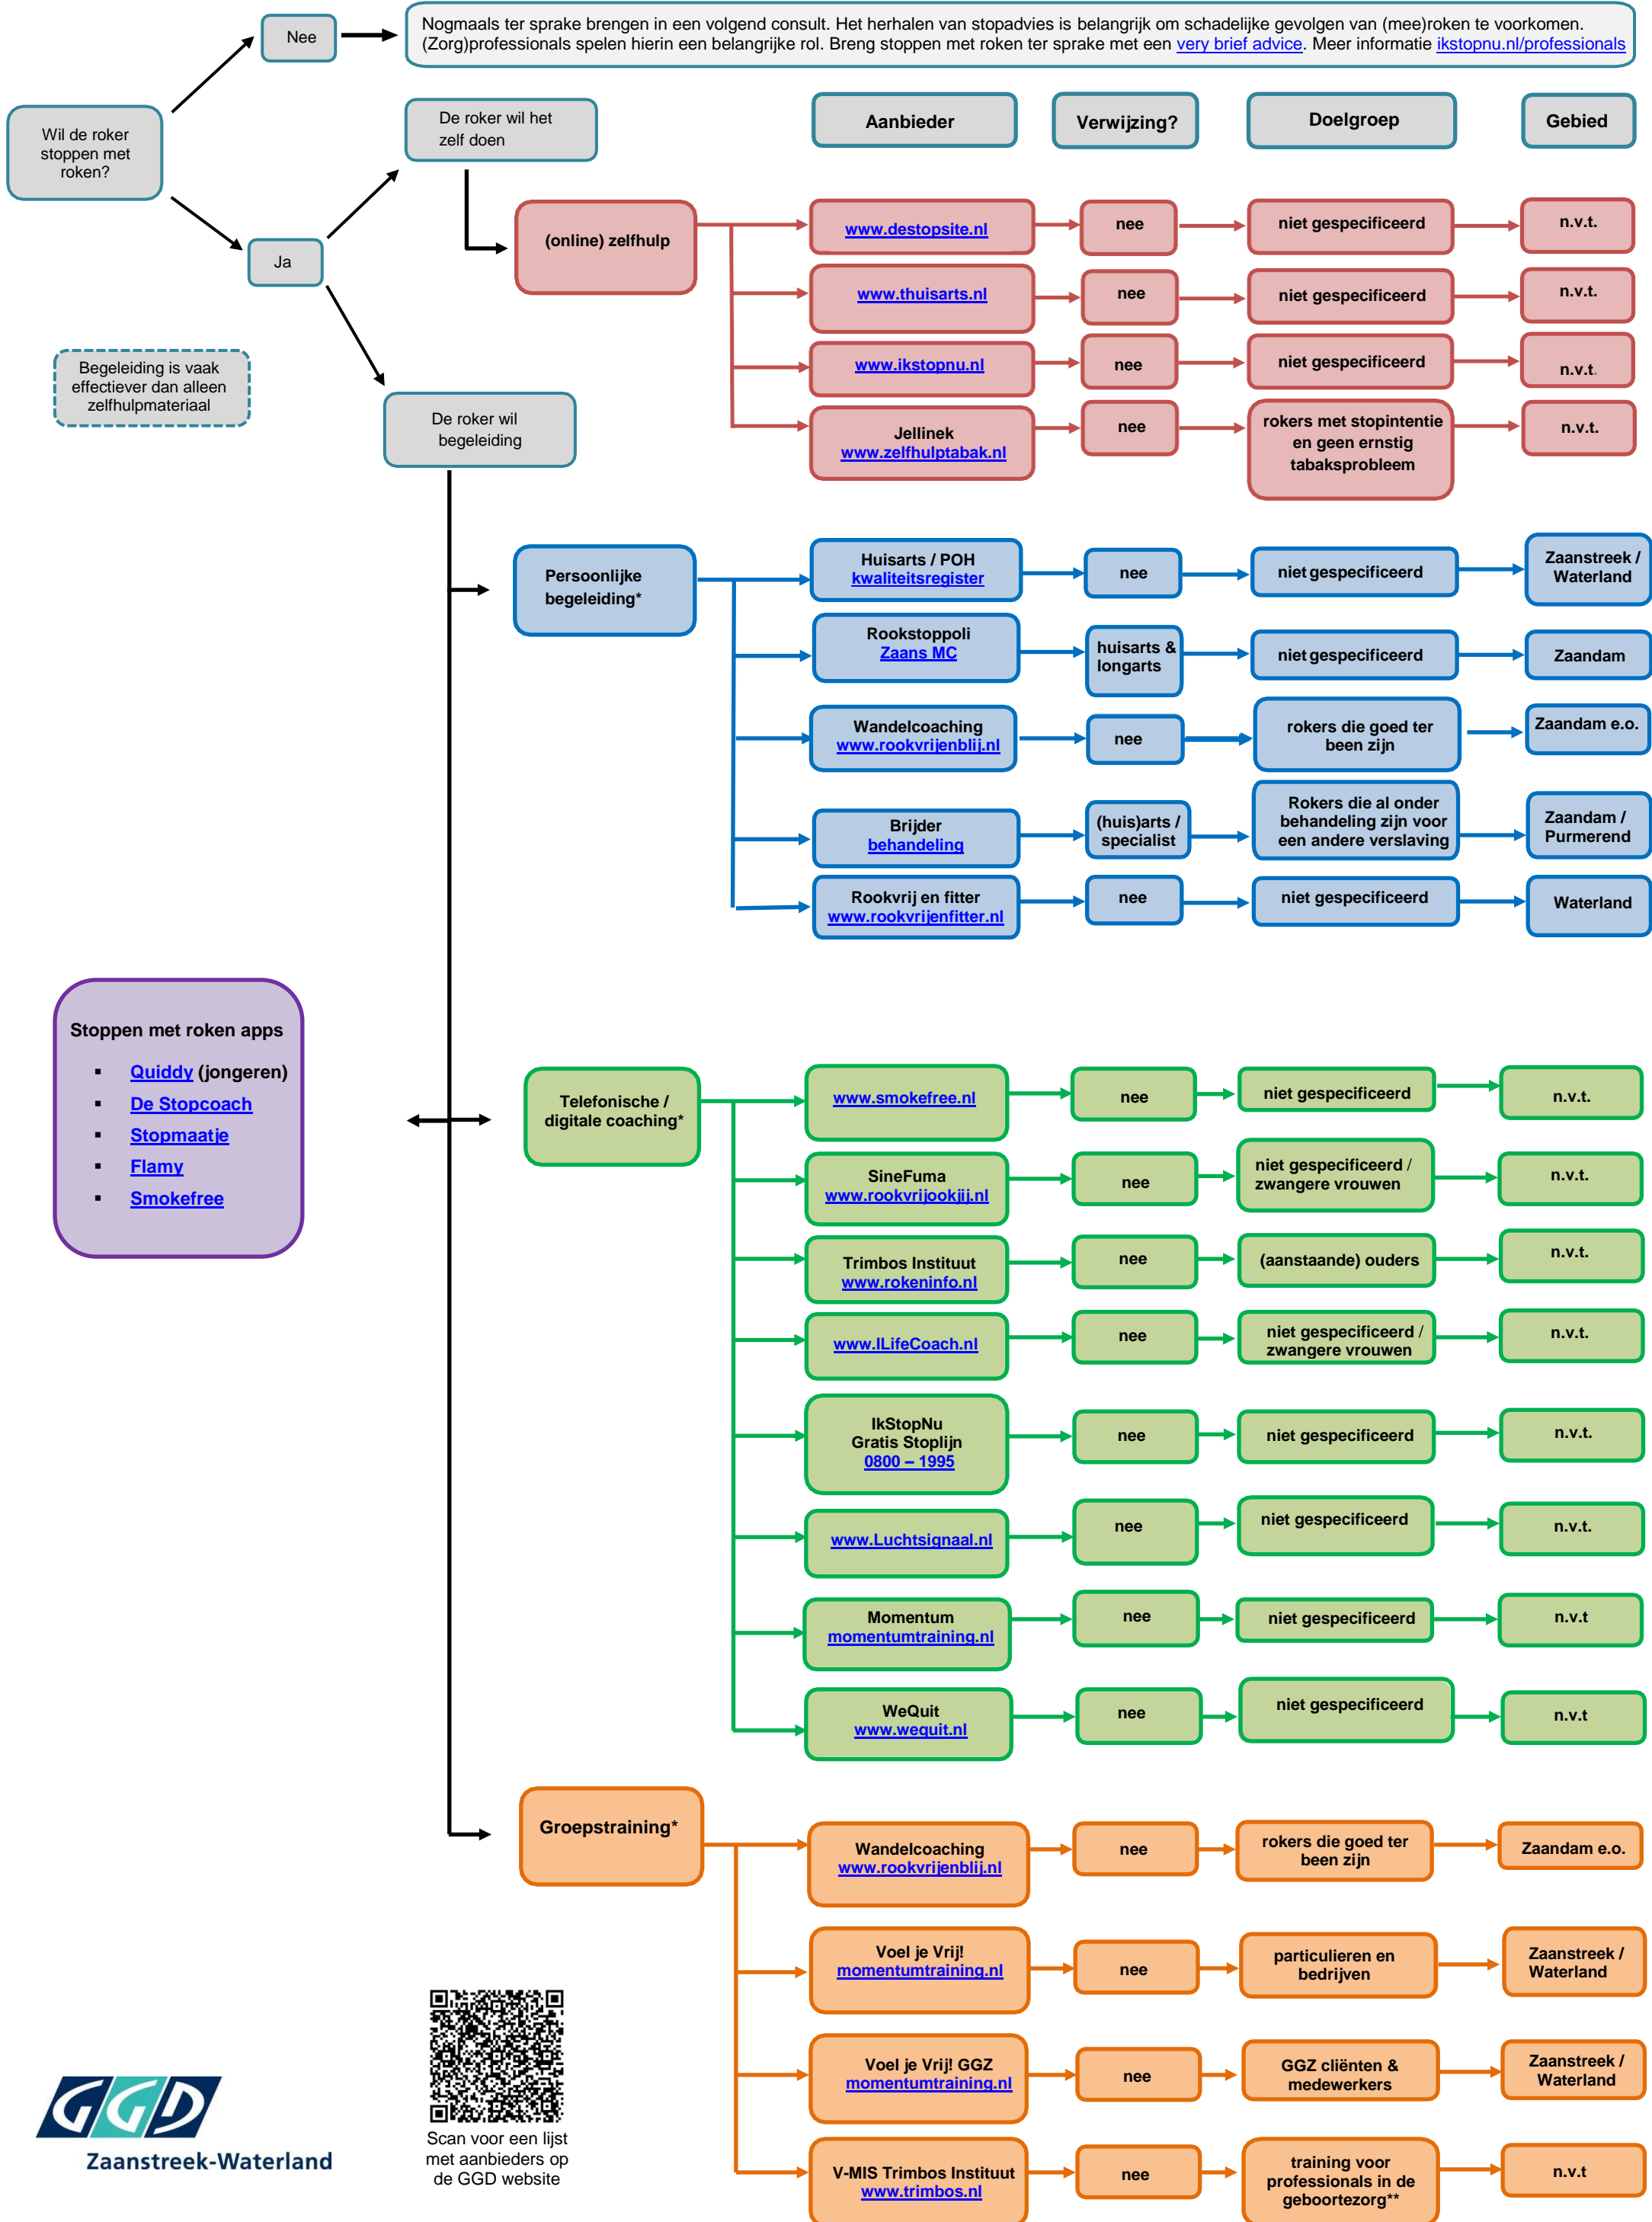 Nee
Nogmaals ter sprake brengen in een volgend consult. Het herhalen van stopadvies is belangrijk om schadelijke gevolgen van (mee)roken te voorkomen.
(Zorg)professionals spelen hierin een belangrijke rol. Breng stoppen met roken ter sprake met een very brief advice. Meer informatie ikstopnu.nl/professionals
Wil de roker
stoppen met
roken?
De roker wil het
zelf doen
Aanbieder
Verwijzing?
Doelgroep
Gebied
Ja
(online) zelfhulp
www.destopsite.nl
nee
niet gespecificeerd
n.v.t.
www.thuisarts.nl
nee
niet gespecificeerd
n.v.t.
www.ikstopnu.nl
nee
niet gespecificeerd
n.v.t.
Begeleiding is vaak
effectiever dan alleen
zelfhulpmateriaal
De roker wil
begeleiding
Jellinek
www.zelfhulptabak.nl
nee
rokers met stopintentie
en geen ernstig
tabaksprobleem
n.v.t.
Persoonlijke
begeleiding*
Huisarts / POH
kwaliteitsregister
nee
niet gespecificeerd
Zaanstreek /
Waterland
Rookstoppoli
Zaans MC
huisarts &
longarts
niet gespecificeerd
Zaandam
Wandelcoaching
www.rookvrijenblij.nl
nee
rokers die goed ter
been zijn
Zaandam e.o.
Brijder
behandeling
(huis)arts /
specialist
Rokers die al onder
behandeling zijn voor
een andere verslaving
Zaandam /
Purmerend
Rookvrij en fitter
www.rookvrijenfitter.nl
nee
niet gespecificeerd
Waterland
Stoppen met roken apps
▪ Quiddy (jongeren)
▪ De Stopcoach
▪ Stopmaatje
▪ Flamy
▪ Smokefree
Telefonische /
digitale coaching*
www.smokefree.nl
nee
niet gespecificeerd
n.v.t.
SineFuma
www.rookvrijookjij.nl
nee
niet gespecificeerd /
zwangere vrouwen
n.v.t.
Trimbos Instituut
www.rokeninfo.nl
nee
(aanstaande) ouders
n.v.t.
www.ILifeCoach.nl
nee
niet gespecificeerd /
zwangere vrouwen
n.v.t.
IkStopNu
Gratis Stoplijn
0800 – 1995
nee
niet gespecificeerd
n.v.t.
www.Luchtsignaal.nl
nee
niet gespecificeerd
n.v.t.
Momentum
momentumtraining.nl
nee
niet gespecificeerd
n.v.t
WeQuit
www.wequit.nl
nee
niet gespecificeerd
n.v.t
Groepstraining*
Wandelcoaching
www.rookvrijenblij.nl
nee
rokers die goed ter
been zijn
Zaandam e.o.
Voel je Vrij!
momentumtraining.nl
nee
particulieren en
bedrijven
Zaanstreek /
Waterland
Voel je Vrij! GGZ
momentumtraining.nl
nee
GGZ cliënten &
medewerkers
Zaanstreek /
Waterland
V-MIS Trimbos Instituut
www.trimbos.nl
nee
training voor
professionals in de
geboortezorg**
n.v.t
GGD
Zaanstreek-Waterland
Scan voor een lijst
met aanbieders op
de GGD website